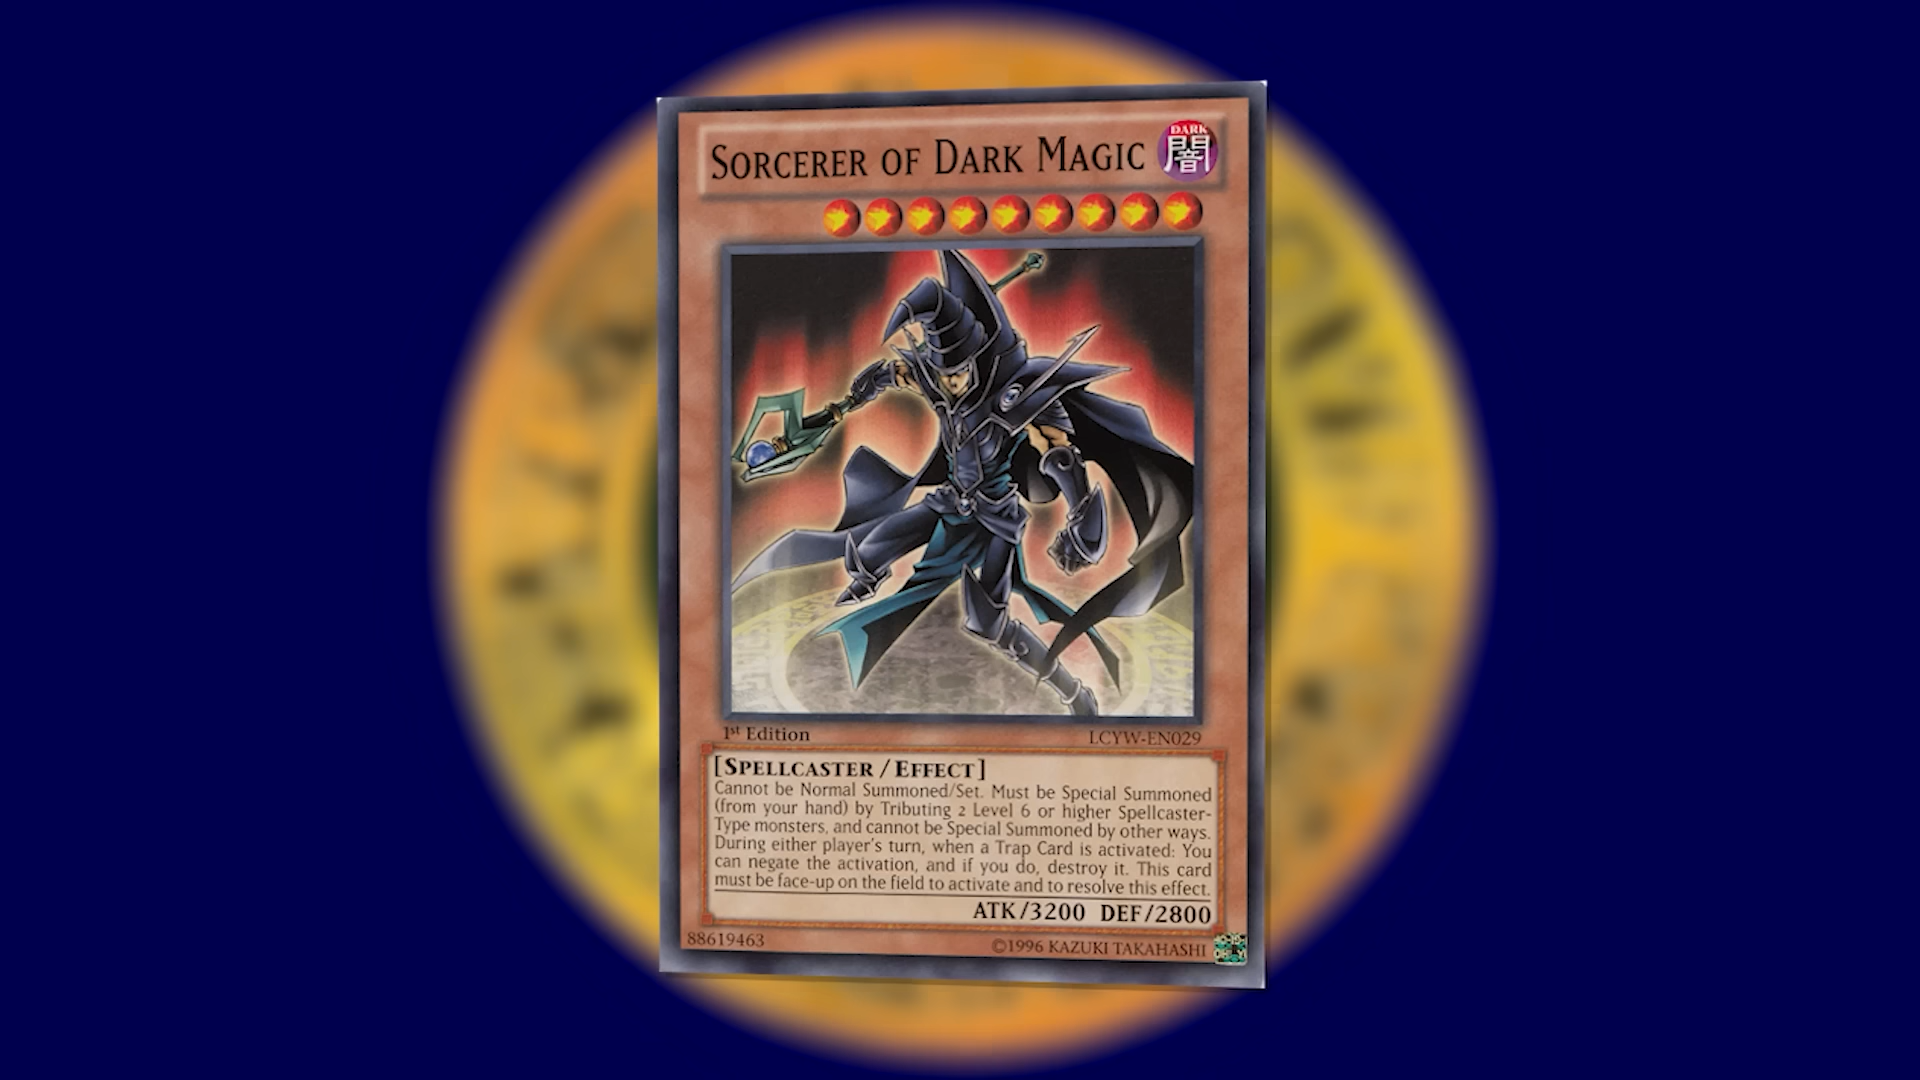 SORCERER OF DARK MAGIC
DARK
闇
1st Edition
LCYW-EN029
[SPELLCASTER / EFFECT]
Cannot be Normal Summoned/Set. Must be Special Summoned
(from your hand) by Tributing 2 Level 6 or higher Spellcaster-
Type monsters, and cannot be Special Summoned by other ways.
During either player's turn, when a Trap Card is activated: You
can negate the activation, and if you do, destroy it. This card
must be face-up on the field to activate and to resolve this effect.
ATK/3200 DEF/2800
88619463
©1996 KAZUKI TAKAHASHI